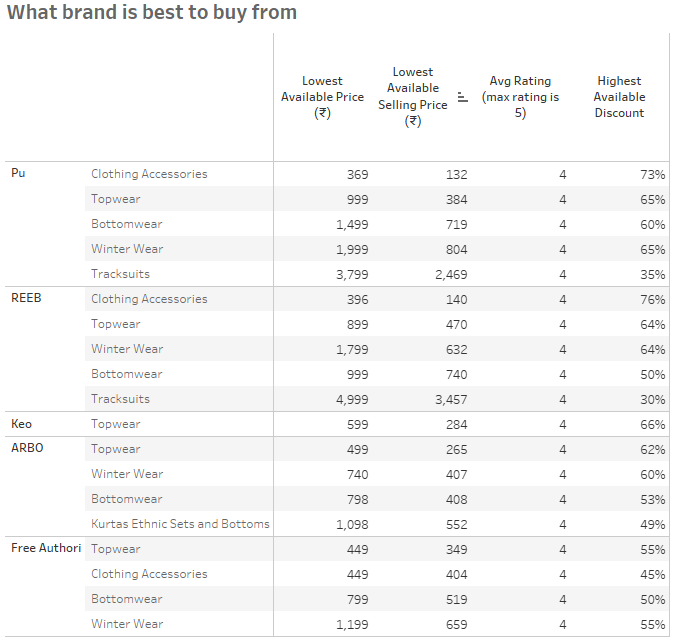 What brand is best to buy from
Lowest Available Price (₹) Lowest Available Selling Price (₹) Avg Rating (max rating is 5) Highest Available Discount
Pu Clothing Accessories 369 132 4 73%
Topwear 999 384 4 65%
Bottomwear 1,499 719 4 60%
Winter Wear 1,999 804 4 65%
Tracksuits 3,799 2,469 4 35%
REEB Clothing Accessories 396 140 4 76%
Topwear 899 470 4 64%
Winter Wear 1,799 632 4 64%
Bottomwear 999 740 4 50%
Tracksuits 4,999 3,457 4 30%
Keo Topwear 599 284 4 66%
ARBO Topwear 499 265 4 62%
Winter Wear 740 407 4 60%
Bottomwear 798 408 4 53%
Kurtas Ethnic Sets and Bottoms 1,098 552 4 49%
Free Authori Topwear 449 349 4 55%
Clothing Accessories 449 404 4 45%
Bottomwear 799 519 4 50%
Winter Wear 1,199 659 4 55%